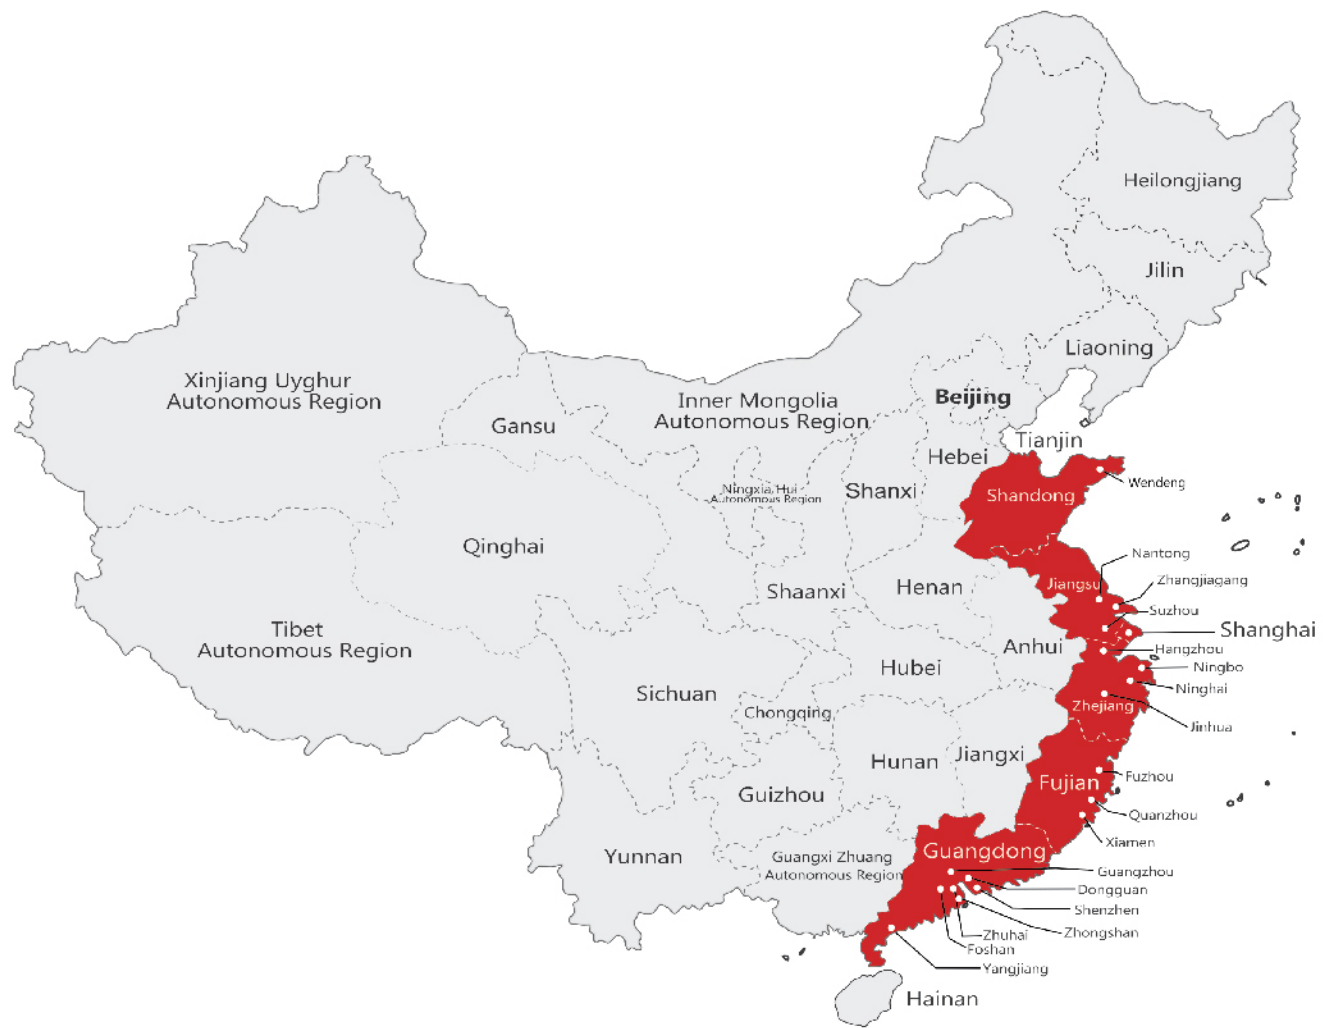 Heilongjiang
Jilin
Liaoning
Xinjiang Uyghur
Autonomous Region
Inner Mongolia
Autonomous Region
Beijing
Gansu
Tianjin
Hebei
Ningxia Hui
Autonomous Region
Shanxi
Shandong
Wendeng
Qinghai
Nantong
Shaanxi
Henan
Jiangsu
Zhangjiagang
Suzhou
Tibet
Autonomous Region
Shanghai
Anhui
Hangzhou
Hubei
Ningbo
Sichuan
Ninghai
Chongqing
Zhejiang
Jinhua
Hunan
Jiangxi
Fujian
Fuzhou
Guizhou
Quanzhou
Xiamen
Yunnan
Guangxi Zhuang
Autonomous Region
Guangdong
Guangzhou
Dongguan
Shenzhen
Zhongshan
Zhuhai
Foshan
Yangjiang
Hainan